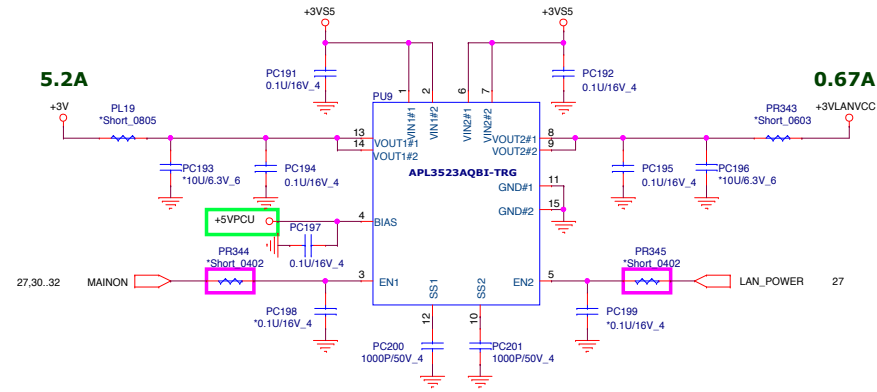 +3VS5
+3VS5
PC191
0.1U/16V_4
PC192
0.1U/16V_4
5.2A
0.67A
PU9
1
2
6
7
VIN1#1
VIN1#2
VIN2#1
VIN2#2
+3V
PL19
*Short_0805
PR343
*Short_0603
+3VLANVCC
13
14
VOUT1#1
VOUT1#2
8
9
VOUT2#1
VOUT2#2
APL3523AQBI-TRG
PC193
*10U/6.3V_6
PC194
0.1U/16V_4
PC195
0.1U/16V_4
PC196
*10U/6.3V_6
GND#1
11
GND#2
15
+5VPCU
4
BIAS
PC197
0.1U/16V_4
PR344
*Short_0402
PR345
*Short_0402
27,30..32
MAINON
3
EN1
SS1
SS2
EN2
5
LAN_POWER
27
PC198
*0.1U/16V_4
12
10
PC199
*0.1U/16V_4
PC200
1000P/50V_4
PC201
1000P/50V_4